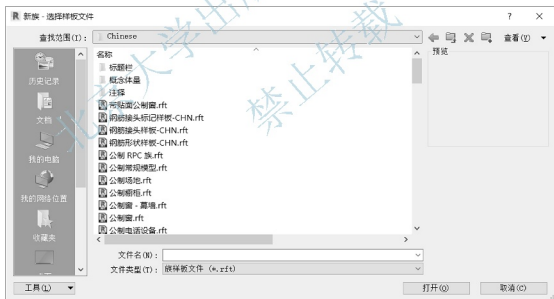 新族 - 选择样板文件
? ×
查找范围(I): Chinese
查看(V)
预览
历史记录
文档
我的电脑
我的网络位置
收藏夹
名称
标题栏
概念体量
注释
带贴面公制窗.rft
钢筋接头标记样板-CHN.rft
钢筋接头样板-CHN.rft
钢筋形状样板-CHN.rft
公制 RPC 族.rft
公制常规模型.rft
公制场地.rft
公制橱柜.rft
公制窗 - 幕墙.rft
公制窗.rft
公制电话设备.rft
文件名(N):
文件类型(T): 族样板文件 (*.rft)
工具(L)
打开(O)
取消(C)
禁止转载